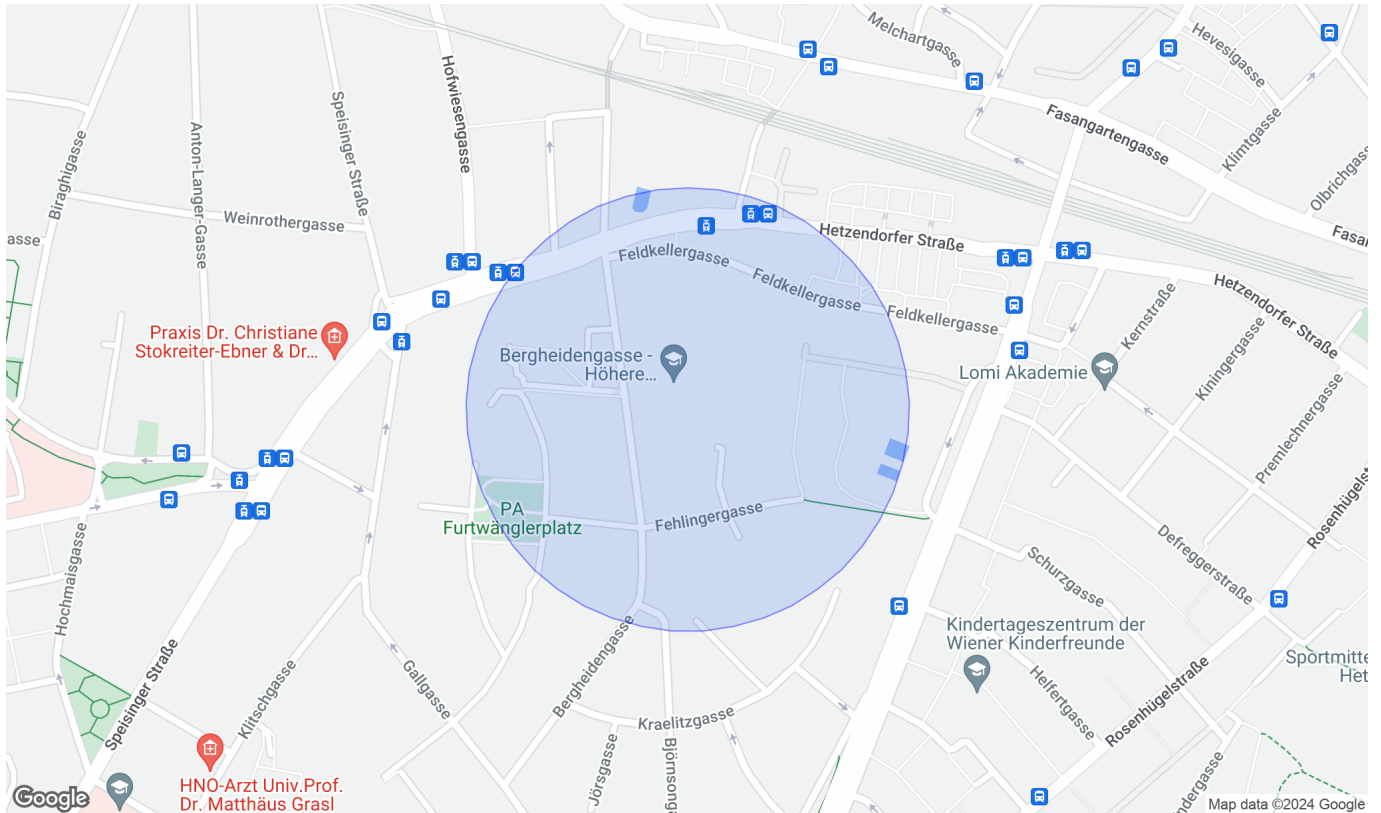 Melchartgasse
Hevesigasse
Hofwiesengasse
Fasangartengasse
Klimtgasse
Speisinger Straße
Anton-Langer-Gasse
Biraghigasse
Olbrichgass
Weinrothergasse
asse
Fasan
Hetzendorfer Straße
Feldkellergasse
Feldkellergasse
Feldkellergasse
Hetzendorfer Straße
Kernstraße
Praxis Dr. Christiane
Stokreiter-Ebner & Dr...
Bergheidengasse -
Höhere...
Lomi Akademie
Kiningergasse
Premlechnergasse
PA
Furtwänglerplatz
Fehlingergasse
Rosenhügelst
Defreggerstraße
Hochmaisgasse
Schurzgasse
Kindertageszentrum der
Wiener Kinderfreunde
Sportmitte
Het
Speisinger Straße
Klitschgasse
Gallgasse
Bergheidengasse
Helfertgasse
Rosenhügelstraße
Kraelitzgasse
Jörsgasse
Björnsong
ndergasse
HNO-Arzt Univ.Prof.
Dr. Matthäus Grasl
Google
Map data ©2024 Google